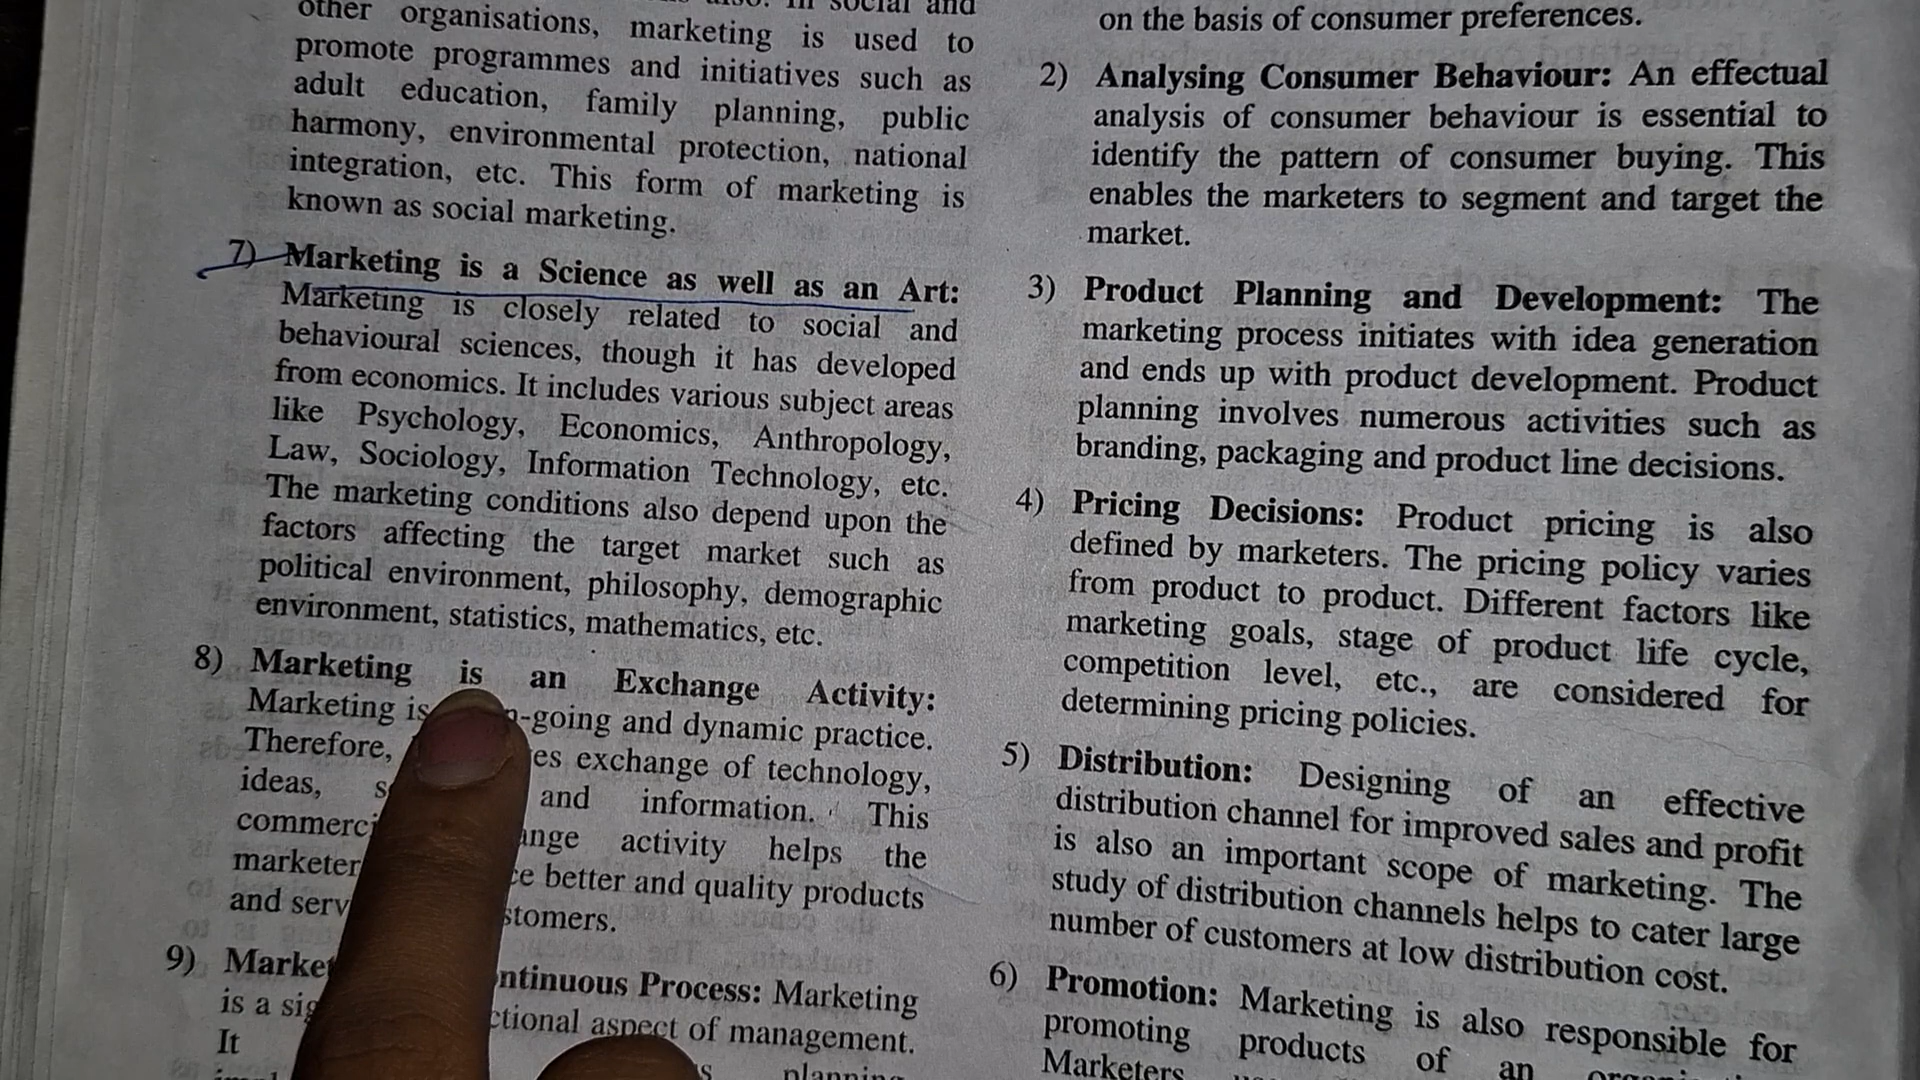 also. In social and
other organisations, marketing is used to
promote programmes and initiatives such as
adult education, family planning, public
harmony, environmental protection, national
integration, etc. This form of marketing is
known as social marketing.
7) Marketing is a Science as well as an Art:
Marketing is closely related to social and
behavioural sciences, though it has developed
from economics. It includes various subject areas
like Psychology, Economics, Anthropology,
Law, Sociology, Information Technology, etc.
The marketing conditions also depend upon the
factors affecting the target market such as
political environment, philosophy, demographic
environment, statistics, mathematics, etc.
8) Marketing is an Exchange Activity:
Marketing is -going and dynamic practice.
Therefore, exchange of technology,
ideas, and information. This
activity helps the
better and quality products
and
9) Continuous Process: Marketing
is a aspect of management.
It planning
on the basis of consumer preferences.
2) Analysing Consumer Behaviour: An effectual
analysis of consumer behaviour is essential to
identify the pattern of consumer buying. This
enables the marketers to segment and target the
market.
3) Product Planning and Development: The
marketing process initiates with idea generation
and ends up with product development. Product
planning involves numerous activities such as
branding, packaging and product line decisions.
4) Pricing Decisions: Product pricing is also
defined by marketers. The pricing policy varies
from product to product. Different factors like
marketing goals, stage of product life cycle,
competition level, etc., are considered for
determining pricing policies.
5) Distribution: Designing of an effective
distribution channel for improved sales and profit
is also an important scope of marketing. The
study of distribution channels helps to cater large
number of customers at low distribution cost.
6) Promotion: Marketing is also responsible for
promoting products of an
Marketers